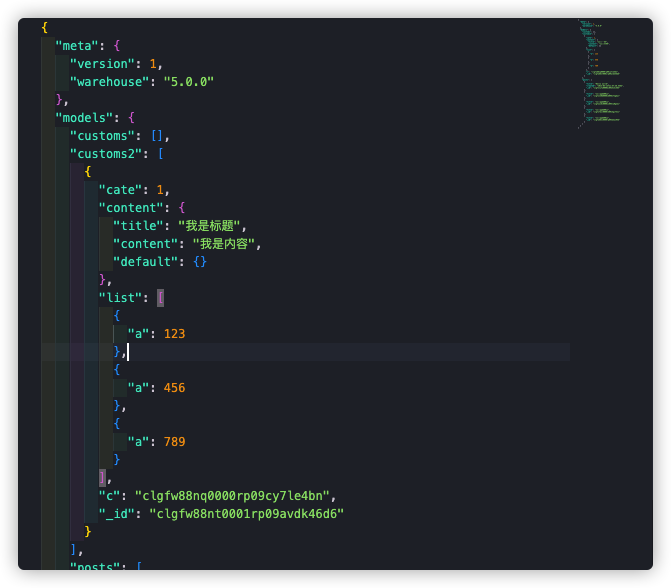 {
"meta": {
"version": 1,
"warehouse": "5.0.0"
},
"models": {
"customs": [],
"customs2": [
{
"cate": 1,
"content": {
"title": "我是标题",
"content": "我是内容",
"default": {}
},
"list": [
{
"a": 123
},
{
"a": 456
},
{
"a": 789
}
],
"c": "clgfw88nq0000rp09cy7le4bn",
"_id": "clgfw88nt0001rp09avdk46d6"
}
],
"posts": [